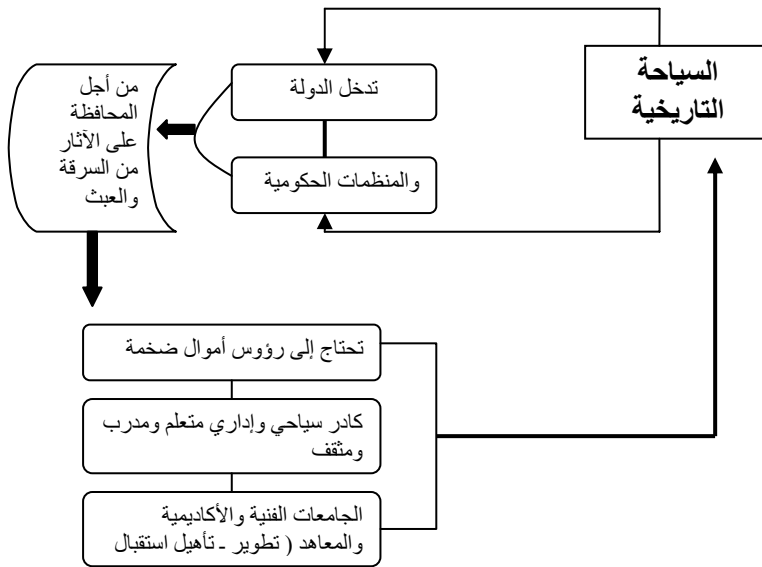 السياحة
التاريخية
تدخل الدولة
والمنظمات الحكومية
من أجل
المحافظة
على الآثار
من السرقة
والعبث
تحتاج إلى رؤوس أموال ضخمة
كادر سياحي وإداري متعلم ومدرب
ومثقف
الجامعات الفنية والأكاديمية
والمعاهد ( تطوير ـ تأهيل استقبال